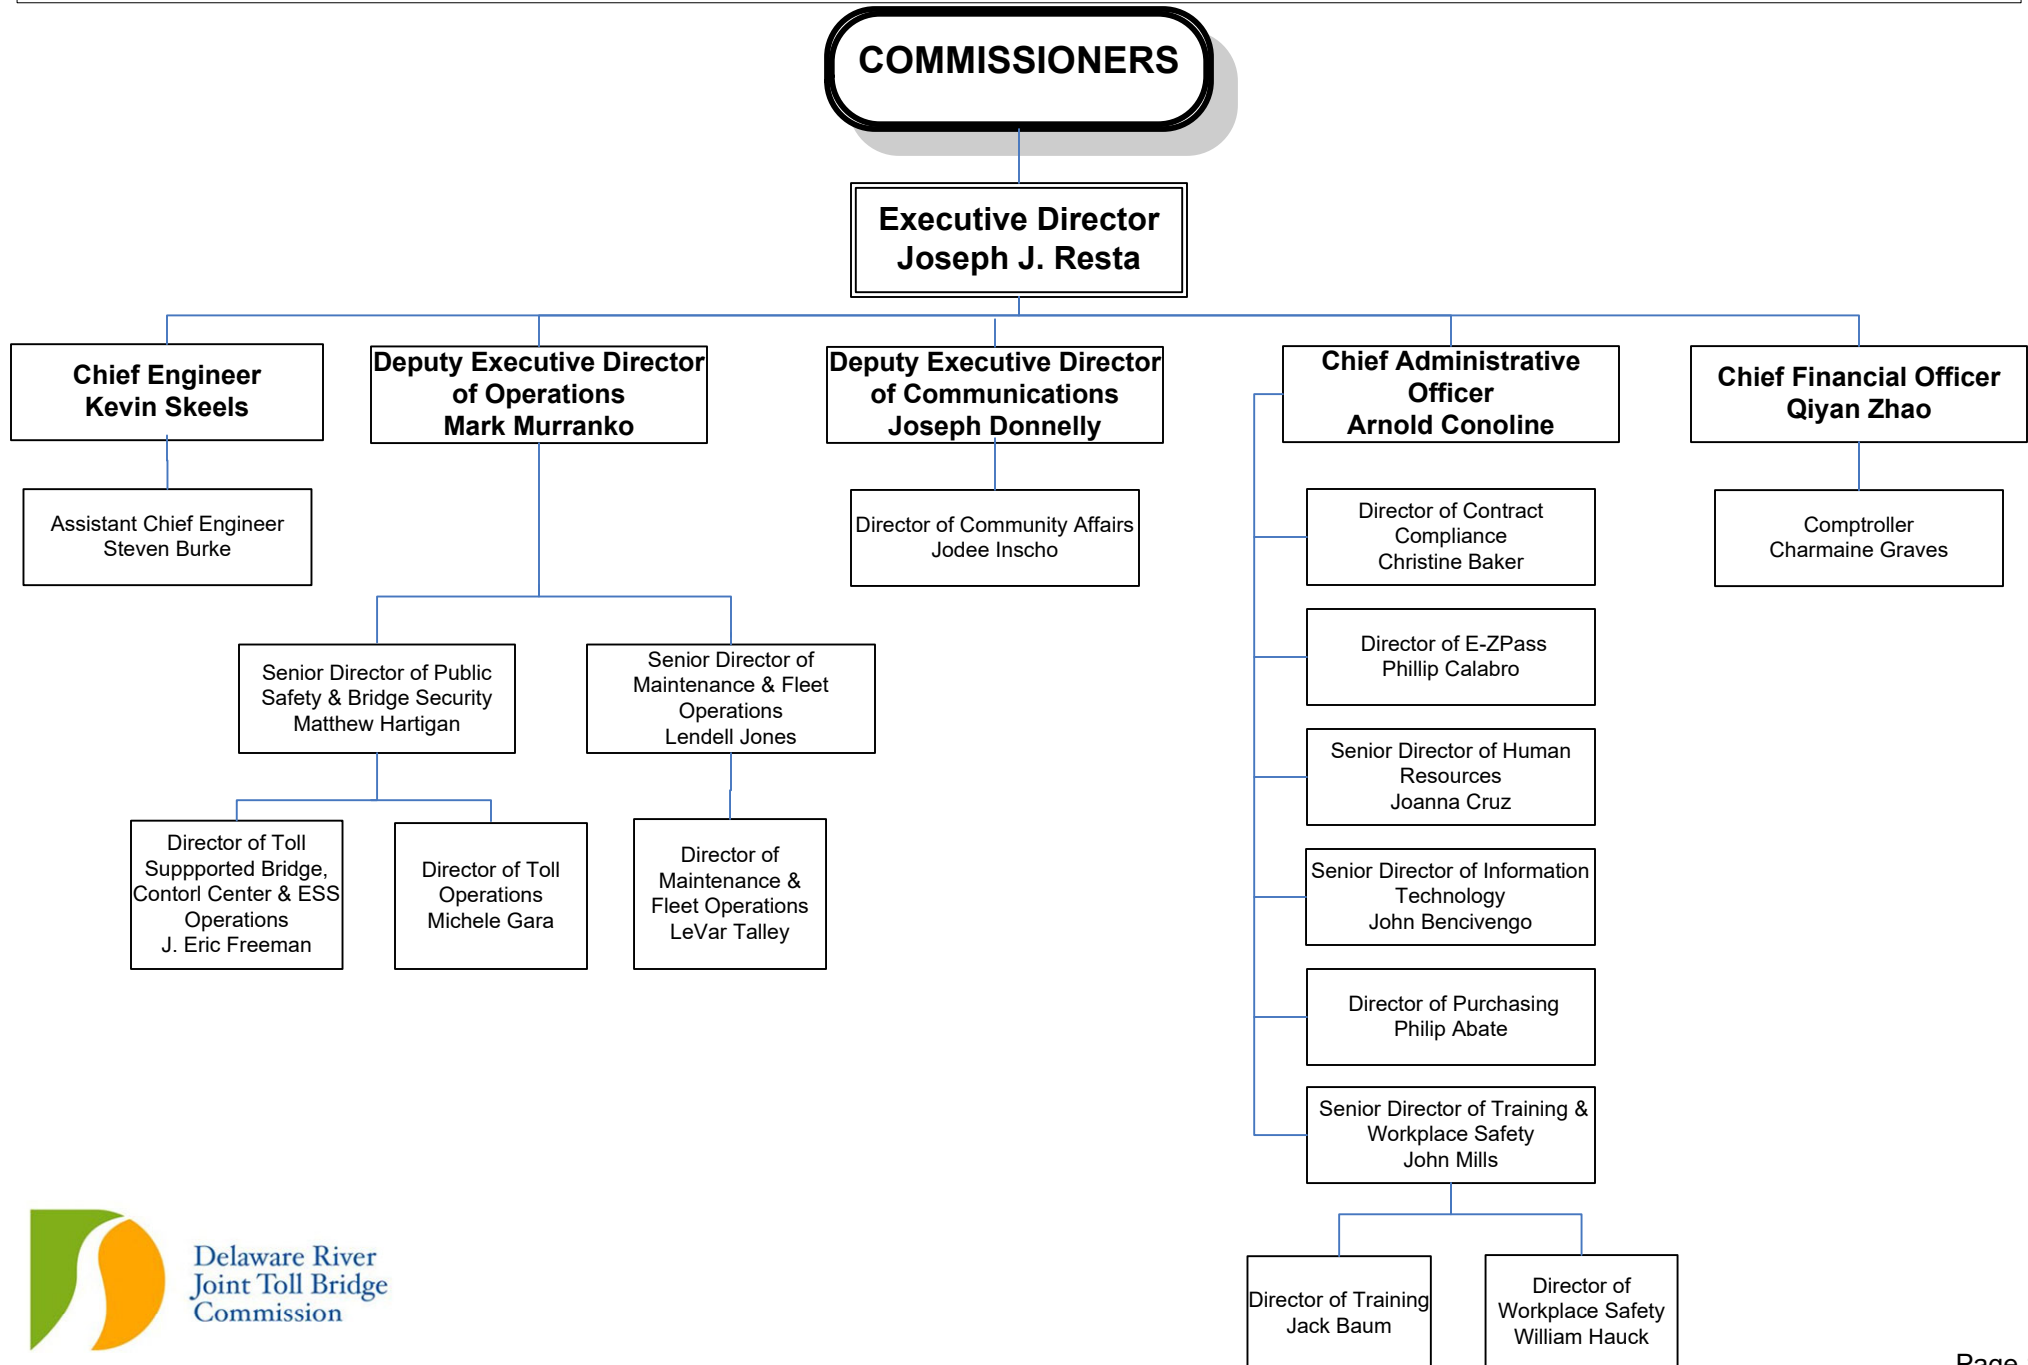 COMMISSIONERS
Executive Director
Joseph J. Resta
Chief Engineer
Kevin Skeels
Deputy Executive Director
of Operations
Mark Murranko
Deputy Executive Director
of Communications
Joseph Donnelly
Chief Administrative
Officer
Arnold Conoline
Chief Financial Officer
Qiyan Zhao
Assistant Chief Engineer
Steven Burke
Director of Community Affairs
Jodee Inscho
Director of Contract
Compliance
Christine Baker
Comptroller
Charmaine Graves
Director of E-ZPass
Phillip Calabro
Senior Director of Public
Safety & Bridge Security
Matthew Hartigan
Senior Director of
Maintenance & Fleet
Operations
Lendell Jones
Senior Director of Human
Resources
Joanna Cruz
Director of Toll
Suppported Bridge,
Contorl Center & ESS
Operations
J. Eric Freeman
Director of Toll
Operations
Michele Gara
Director of
Maintenance &
Fleet Operations
LeVar Talley
Senior Director of Information
Technology
John Bencivengo
Director of Purchasing
Philip Abate
Senior Director of Training &
Workplace Safety
John Mills
Director of Training
Jack Baum
Director of
Workplace Safety
William Hauck
Delaware River
Joint Toll Bridge
Commission
Page